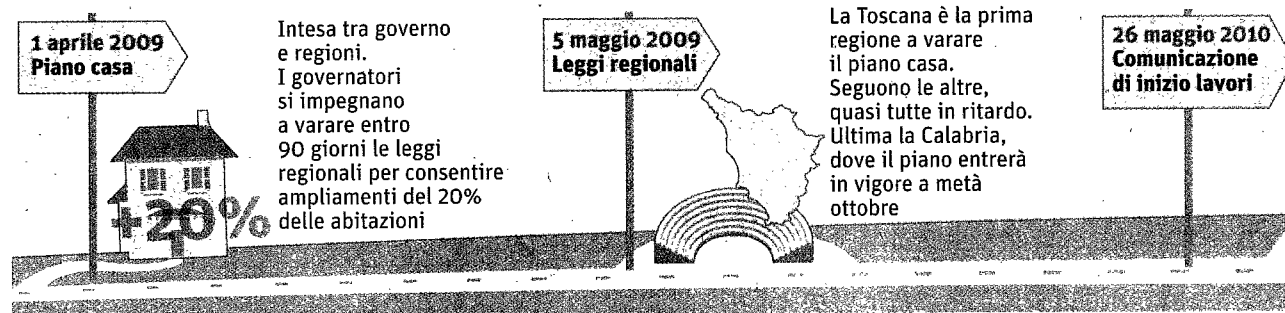 1 aprile 2009
Piano casa
+20%
Intesa tra governo
e regioni.
I governatori
si impegnano
a varare entro
90 giorni le leggi
regionali per consentire
ampliamenti del 20%
delle abitazioni
5 maggio 2009
Leggi regionali
La Toscana è la prima
regione a varare
il piano casa.
Seguono le altre,
quasi tutte in ritardo.
Ultima la Calabria,
dove il piano entrerà
in vigore a metà
ottobre
26 maggio 2010
Comunicazione
di inizio lavori